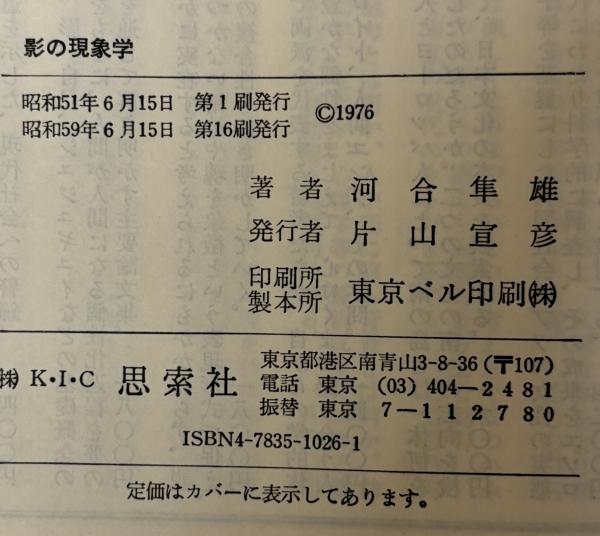 影の現象学
昭和51年6月15日 第1刷発行
昭和59年6月15日 第16刷発行
©1976
著者 河合隼雄
発行者 片山宣彦
印刷所
製本所 東京ベル印刷㈱
㈱ K・I・C 思索社
東京都港区南青山3-8-36(〒107)
電話 東京 (03) 404-2481
振替 東京 7-112780
ISBN4-7835-1026-1
定価はカバーに表示してあります。